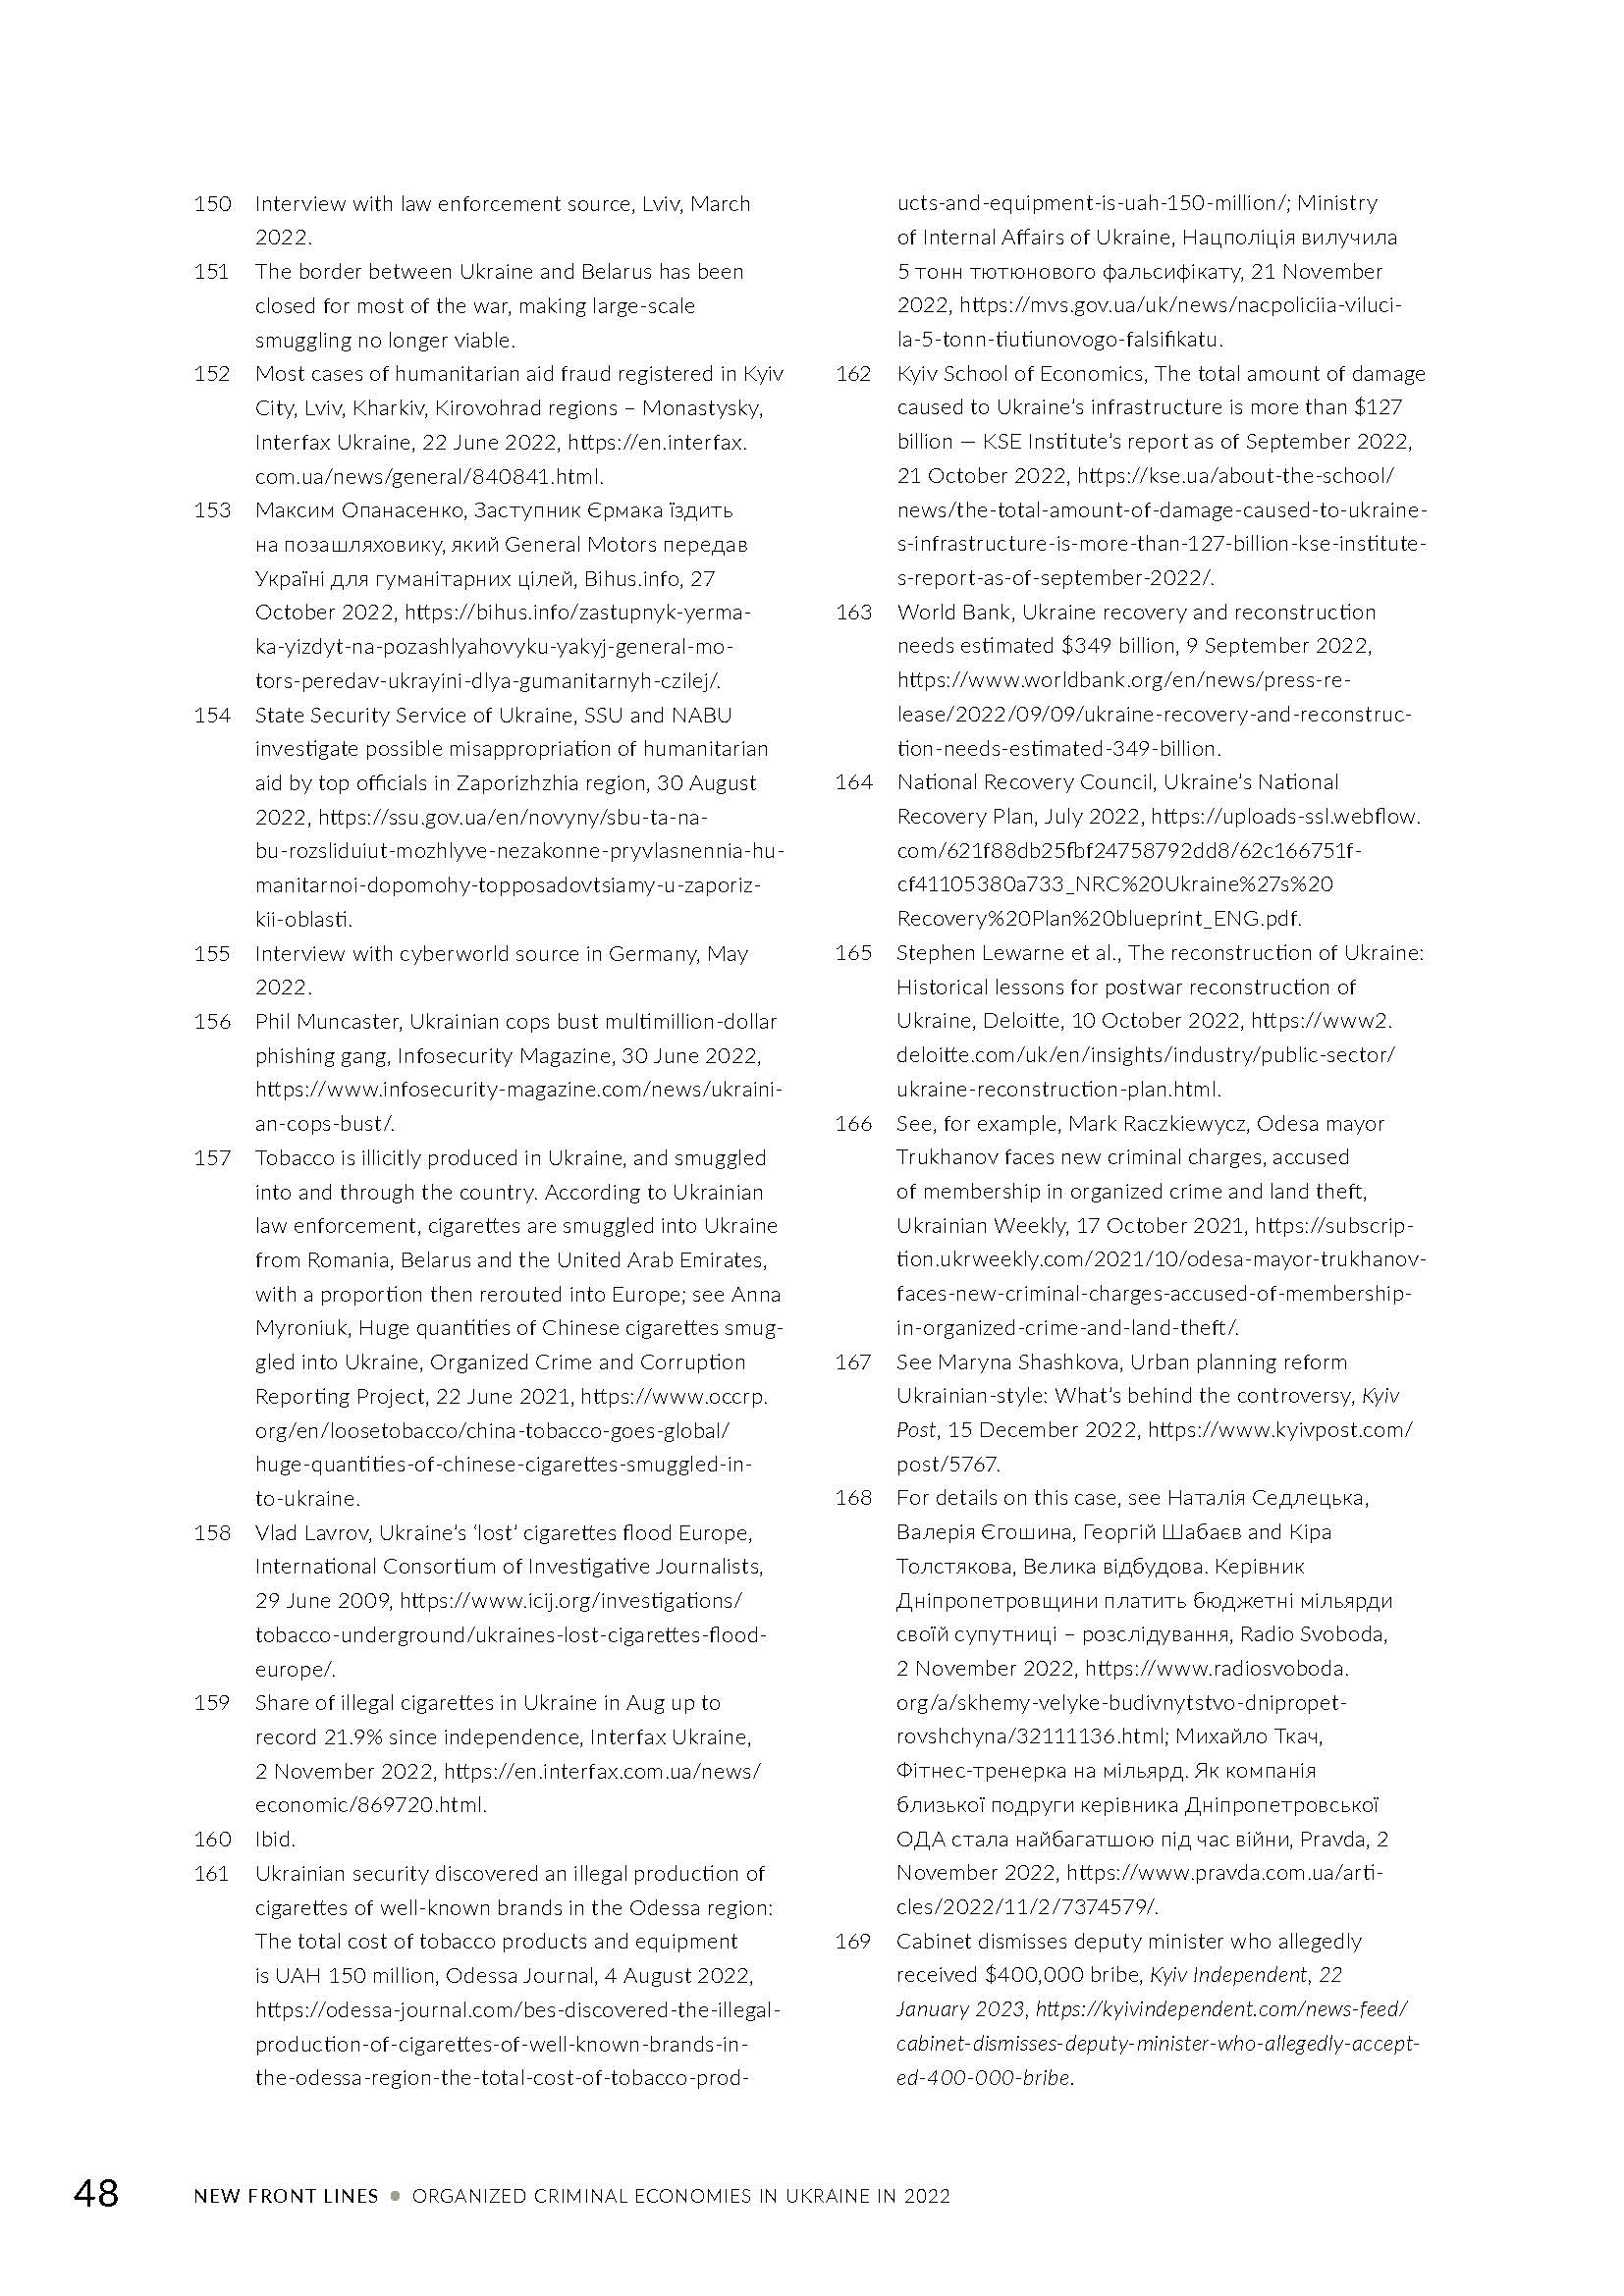 150 Interview with law enforcement source, Lviv, March
2022.
151 The border between Ukraine and Belarus has been
closed for most of the war, making large-scale
smuggling no longer viable.
152 Most cases of humanitarian aid fraud registered in Kyiv
City, Lviv, Kharkiv, Kirovohrad regions – Monastysky,
Interfax Ukraine, 22 June 2022, https://en.interfax.
com.ua/news/general/840841.html.
153 Максим Опанасенко, Заступник Єрмака їздить
на позашляховику, який General Motors передав
Україні для гуманітарних цілей, Bihus.info, 27
October 2022, https://bihus.info/zastupnyk-yerma-
ka-yizdyt-na-pozashlyahovyku-yakyj-general-mo-
tors-peredav-ukrayini-dlya-gumanitarnyh-czilej/.
154 State Security Service of Ukraine, SSU and NABU
investigate possible misappropriation of humanitarian
aid by top officials in Zaporizhzhia region, 30 August
2022, https://ssu.gov.ua/en/novyny/sbu-ta-na-
bu-rozsliduiut-mozhlyve-nezakonne-pryvlasnennia-hu-
manitarnoi-dopomohy-topposadovtsiamy-u-zaporiz-
kii-oblasti.
155 Interview with cyberworld source in Germany, May
2022.
156 Phil Muncaster, Ukrainian cops bust multimillion-dollar
phishing gang, Infosecurity Magazine, 30 June 2022,
https://www.infosecurity-magazine.com/news/ukraini-
an-cops-bust/.
157 Tobacco is illicitly produced in Ukraine, and smuggled
into and through the country. According to Ukrainian
law enforcement, cigarettes are smuggled into Ukraine
from Romania, Belarus and the United Arab Emirates,
with a proportion then rerouted into Europe; see Anna
Myroniuk, Huge quantities of Chinese cigarettes smug-
gled into Ukraine, Organized Crime and Corruption
Reporting Project, 22 June 2021, https://www.occrp.
org/en/loosetobacco/china-tobacco-goes-global/
huge-quantities-of-chinese-cigarettes-smuggled-in-
to-ukraine.
158 Vlad Lavrov, Ukraine’s ‘lost’ cigarettes flood Europe,
International Consortium of Investigative Journalists,
29 June 2009, https://www.icij.org/investigations/
tobacco-underground/ukraines-lost-cigarettes-flood-
europe/.
159 Share of illegal cigarettes in Ukraine in Aug up to
record 21.9% since independence, Interfax Ukraine,
2 November 2022, https://en.interfax.com.ua/news/
economic/869720.html.
160 Ibid.
161 Ukrainian security discovered an illegal production of
cigarettes of well-known brands in the Odessa region:
The total cost of tobacco products and equipment
is UAH 150 million, Odessa Journal, 4 August 2022,
https://odessa-journal.com/bes-discovered-the-illegal-
production-of-cigarettes-of-well-known-brands-in-
the-odessa-region-the-total-cost-of-tobacco-prod-
ucts-and-equipment-is-uah-150-million/; Ministry
of Internal Affairs of Ukraine, Нацполіція вилучила
5 тонн тютюнового фальсифікату, 21 November
2022, https://mvs.gov.ua/uk/news/nacpoliciia-viluci-
la-5-tonn-tiutiunovogo-falsifikatu.
162 Kyiv School of Economics, The total amount of damage
caused to Ukraine’s infrastructure is more than $127
billion — KSE Institute’s report as of September 2022,
21 October 2022, https://kse.ua/about-the-school/
news/the-total-amount-of-damage-caused-to-ukraine-
s-infrastructure-is-more-than-127-billion-kse-institute-
s-report-as-of-september-2022/.
163 World Bank, Ukraine recovery and reconstruction
needs estimated $349 billion, 9 September 2022,
https://www.worldbank.org/en/news/press-re-
lease/2022/09/09/ukraine-recovery-and-reconstruc-
tion-needs-estimated-349-billion.
164 National Recovery Council, Ukraine’s National
Recovery Plan, July 2022, https://uploads-ssl.webflow.
com/621f88db25fbf24758792dd8/62c166751f-
cf41105380a733_NRC%20Ukraine%27s%20
Recovery%20Plan%20blueprint_ENG.pdf.
165 Stephen Lewarne et al., The reconstruction of Ukraine:
Historical lessons for postwar reconstruction of
Ukraine, Deloitte, 10 October 2022, https://www2.
deloitte.com/uk/en/insights/industry/public-sector/
ukraine-reconstruction-plan.html.
166 See, for example, Mark Raczkiewycz, Odesa mayor
Trukhanov faces new criminal charges, accused
of membership in organized crime and land theft,
Ukrainian Weekly, 17 October 2021, https://subscrip-
tion.ukrweekly.com/2021/10/odesa-mayor-trukhanov-
faces-new-criminal-charges-accused-of-membership-
in-organized-crime-and-land-theft/.
167 See Maryna Shashkova, Urban planning reform
Ukrainian-style: What’s behind the controversy, Kyiv
Post, 15 December 2022, https://www.kyivpost.com/
post/5767.
168 For details on this case, see Наталія Седлецька,
Валерія Єгошина, Георгій Шабаєв and Кіра
Толстякова, Велика відбудова. Керівник
Дніпропетровщини платить бюджетні мільярди
своїй супутниці – розслідування, Radio Svoboda,
2 November 2022, https://www.radiosvoboda.
org/a/skhemy-velyke-budivnytstvo-dnipropet-
rovshchyna/32111136.html; Михайло Ткач,
Фітнес-тренерка на мільярд. Як компанія
близької подруги керівника Дніпропетровської
ОДА стала найбагатшою під час війни, Pravda, 2
November 2022, https://www.pravda.com.ua/arti-
cles/2022/11/2/7374579/.
169 Cabinet dismisses deputy minister who allegedly
received $400,000 bribe, Kyiv Independent, 22
January 2023, https://kyivindependent.com/news-feed/
cabinet-dismisses-deputy-minister-who-allegedly-accept-
ed-400-000-bribe.
48 NEW FRONT LINES • ORGANIZED CRIMINAL ECONOMIES IN UKRAINE IN 2022